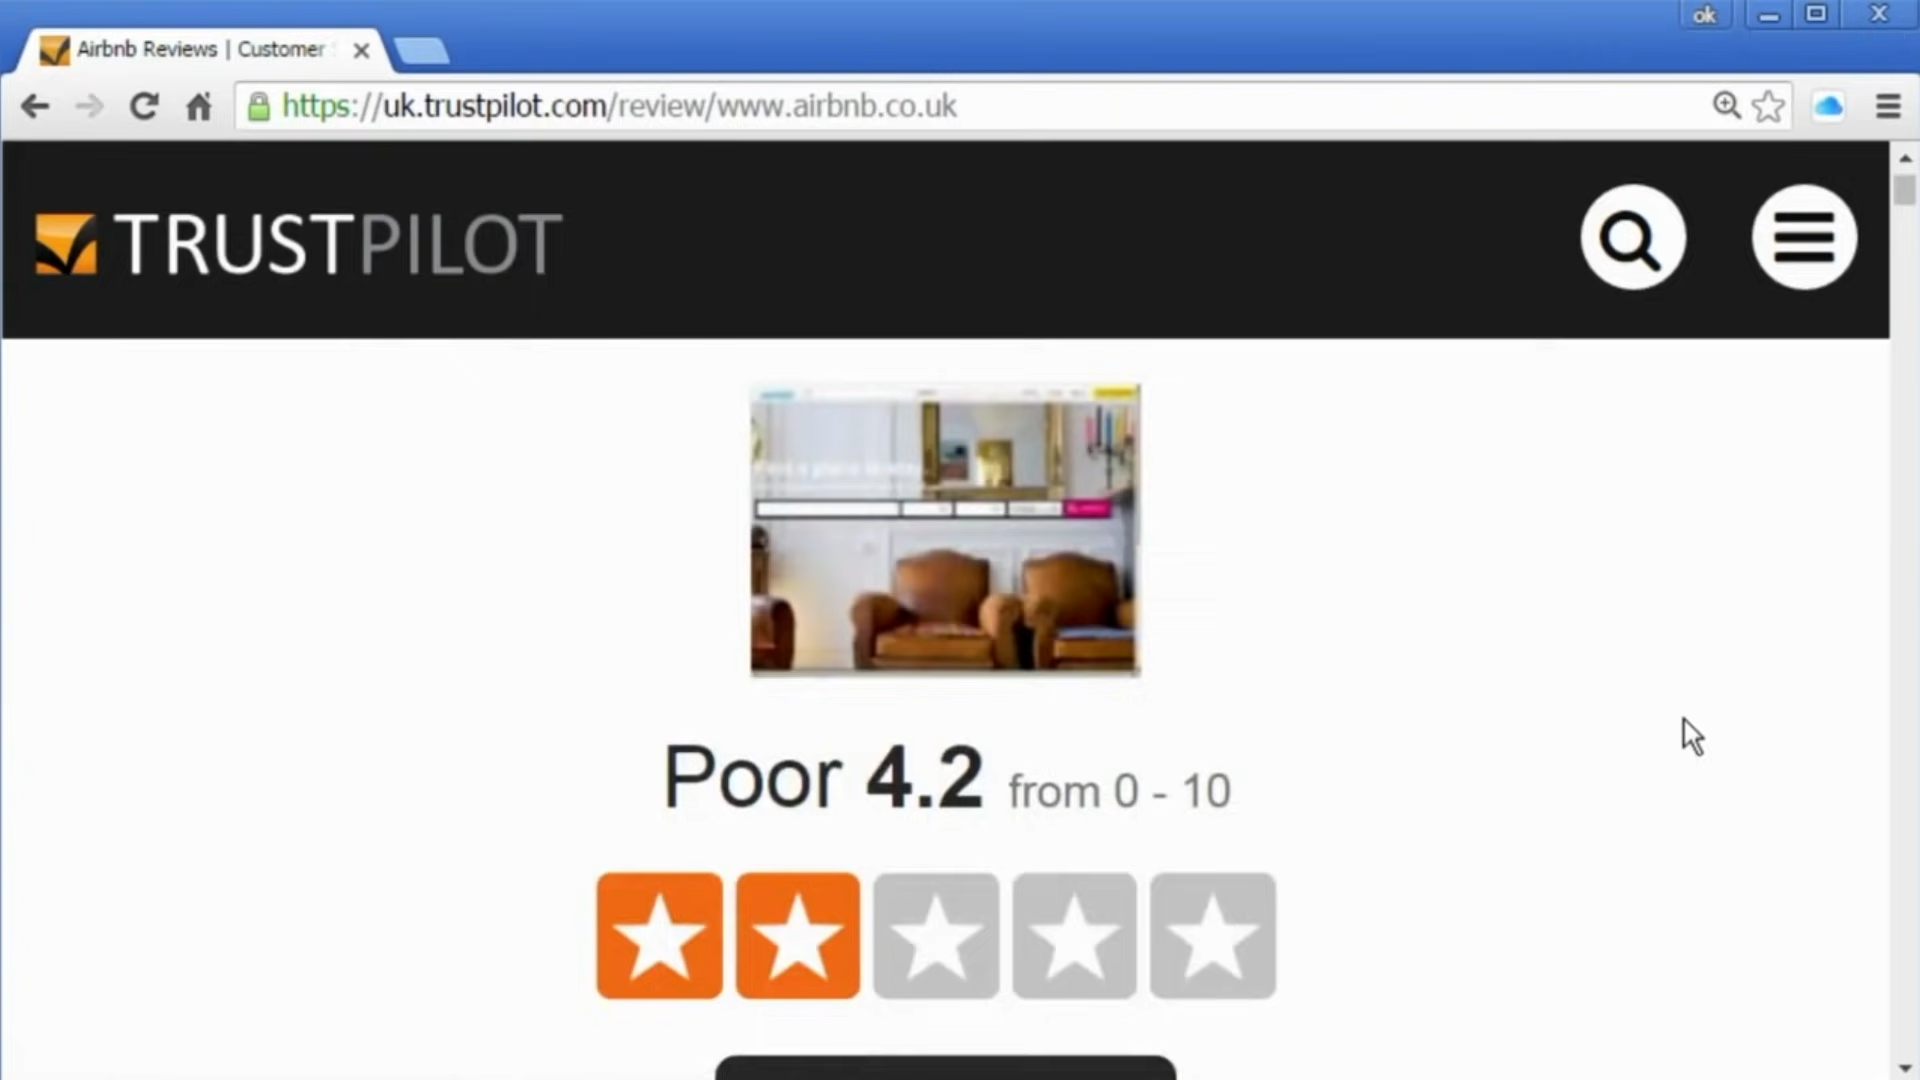 ok
Airbnb Reviews | Customer
https://uk.trustpilot.com/review/www.airbnb.co.uk
TRUSTPILOT
Poor 4.2 from 0 - 10